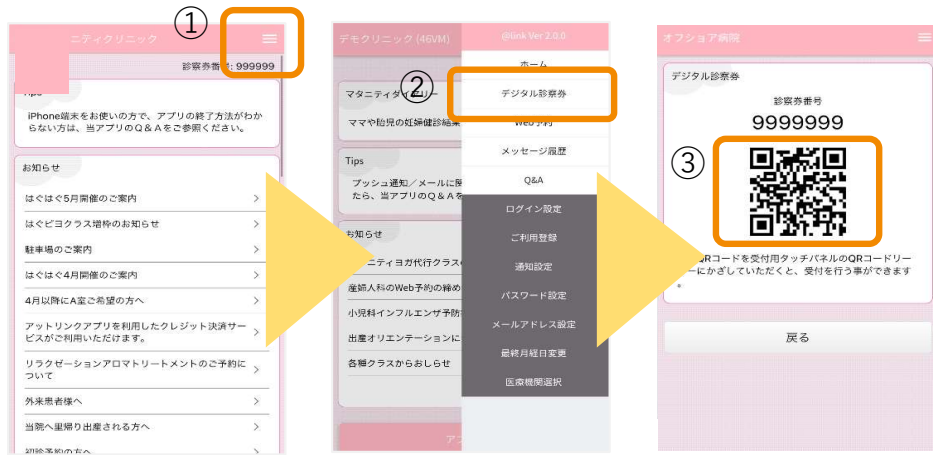 ①
ニティクリニック
診察券番号: 999999
Tips
iPhone端末をお使いの方で、アプリの終了方法がわか
らない方は、当アプリのQ&Aをご参照ください。
お知らせ
はぐはぐ5月開催のご案内
はぐピヨクラス増枠のお知らせ
駐車場のご案内
はぐはぐ4月開催のご案内
4月以降にA室ご希望の方へ
アットリンクアプリを利用したクレジット決済サー
ビスがご利用いただけます。
リラクゼーションアロマトリートメントのご予約に
ついて
外来患者様へ
当院へ里帰り出産される方へ
初診予約の方へ
②
デモクリニック (46VM)
マタニティダイアリー
ママや胎児の妊婦健診結果
Tips
プッシュ通知/メールに
たら、当アプリのQ&Aを
お知らせ
ニティヨガ代行クラス
産婦人科のWeb予約の締め
小児科インフルエンザ予防
出産オリエンテーションに
各種クラスからおしらせ
ア
@link Ver 2.0.0
ホーム
デジタル診察券
Web予約
メッセージ履歴
Q&A
ログイン設定
ご利用登録
通知設定
パスワード設定
メールアドレス設定
最終月経日変更
医療機関選択
オフショア病院
デジタル診察券
診察券番号
9999999
③
QRコードを受付用タッチパネルのQRコードリー
ーにかざしていただくと、受付を行う事ができます
。
戻る